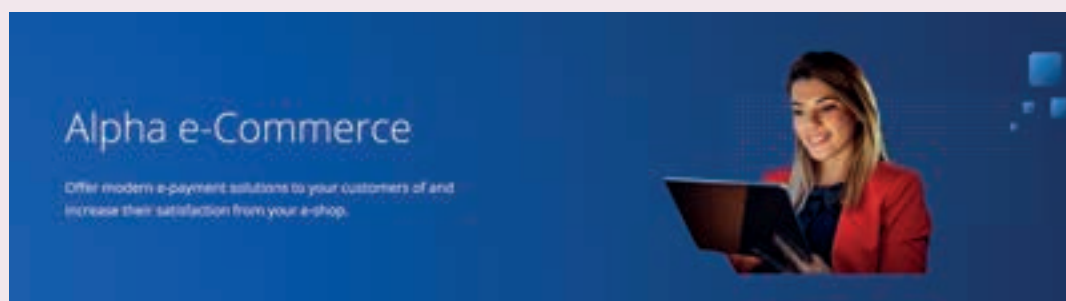 Alpha e-Commerce
Offer modern e-payment solutions to your customers of and
increase their satisfaction from your e-shop.